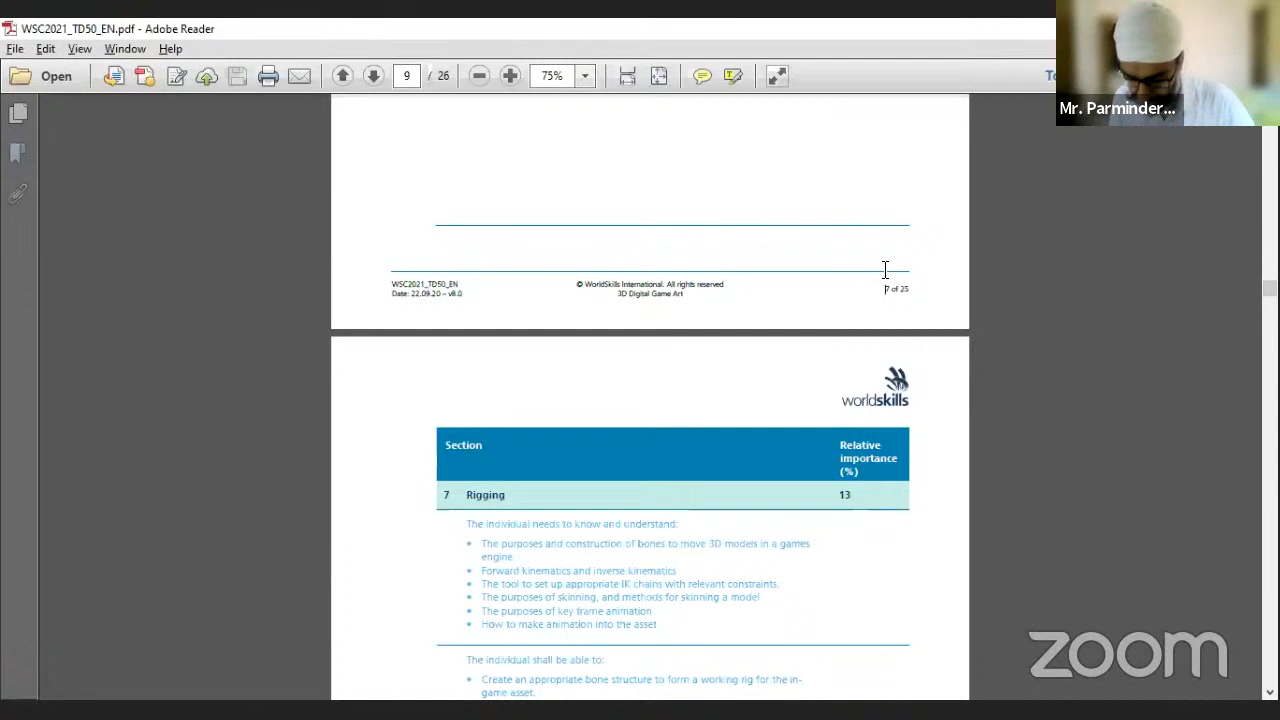 WSC2021_TD50_EN.pdf - Adobe Reader
File Edit View Window Help
Open 9 / 26 75%
Mr. Parminder...
WSC2021_TD50_EN
Date: 22.09.20 – v8.0
© WorldSkills International. All rights reserved
3D Digital Game Art
7 of 25
worldskills
Section Relative
importance
(%)
7 Rigging 13
The individual needs to know and understand:
• The purposes and construction of bones to move 3D models in a games
engine
• Forward kinematics and inverse kinematics
• The tool to set up appropriate IK chains with relevant constraints.
• The purposes of skinning, and methods for skinning a model
• The purposes of key frame animation
• How to make animation into the asset
The individual shall be able to:
• Create an appropriate bone structure to form a working rig for the in-
game asset.
zoom